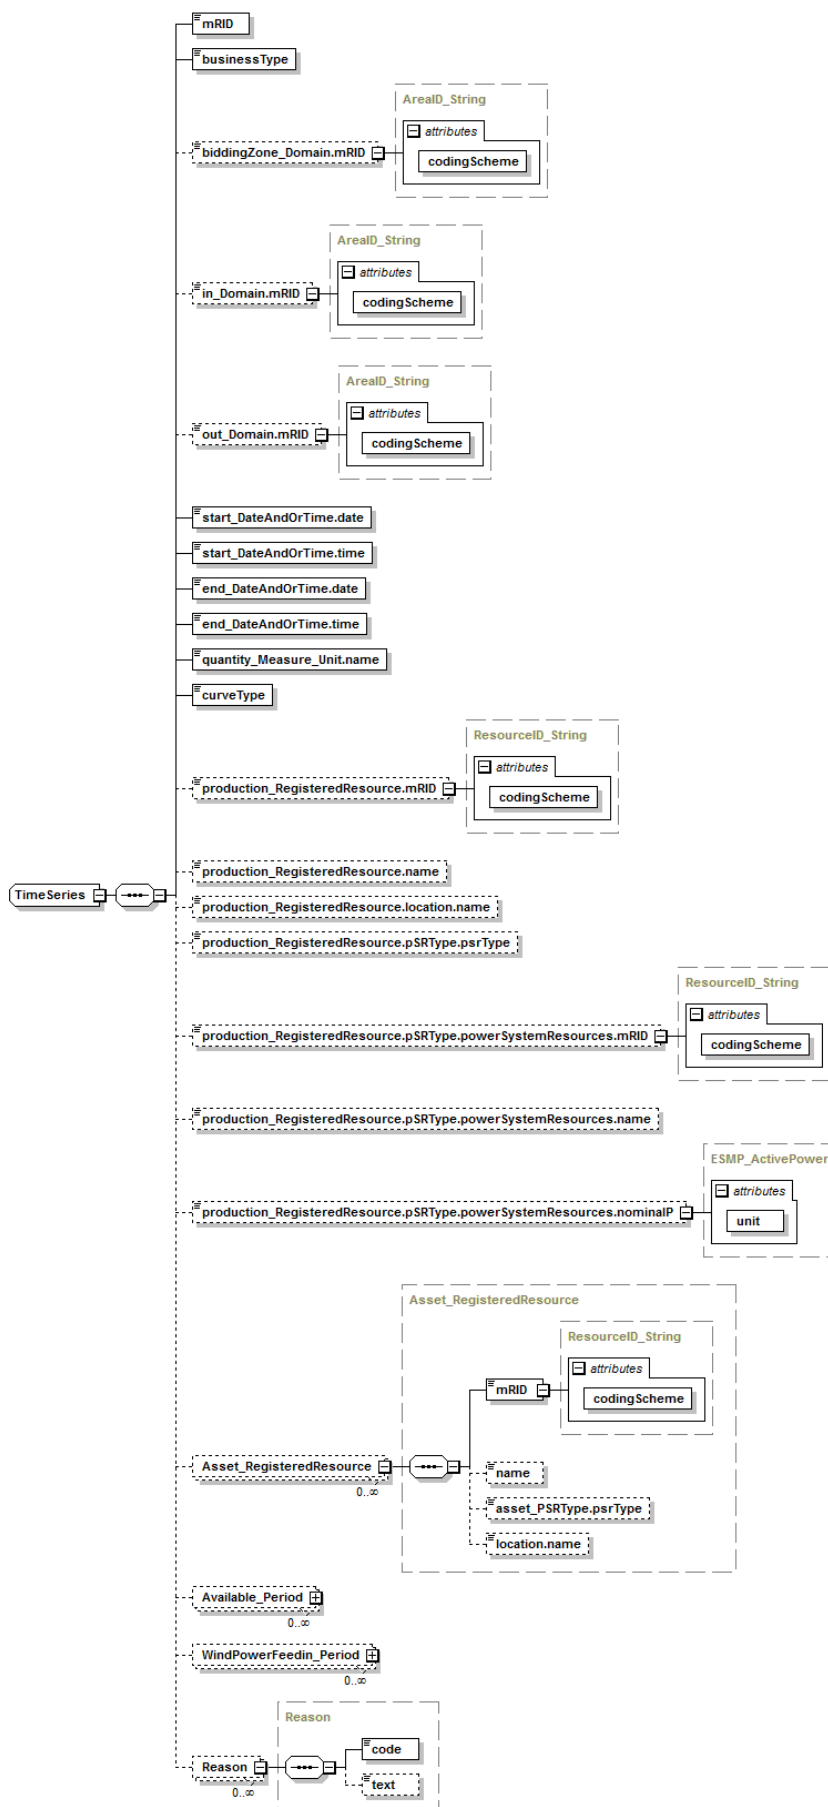 mRID
businessType
AreaID_String
attributes
biddingZone_Domain.mRID
codingScheme
AreaID_String
attributes
in_Domain.mRID
codingScheme
AreaID_String
attributes
out_Domain.mRID
codingScheme
start_DateAndOrTime.date
start_DateAndOrTime.time
end_DateAndOrTime.date
end_DateAndOrTime.time
quantity_Measure_Unit.name
curveType
ResourceID_String
attributes
production_RegisteredResource.mRID
codingScheme
production_RegisteredResource.name
TimeSeries
production_RegisteredResource.location.name
production_RegisteredResource.pSRType.psrType
ResourceID_String
attributes
production_RegisteredResource.pSRType.powerSystemResources.mRID
codingScheme
production_RegisteredResource.pSRType.powerSystemResources.name
ESMP_ActivePower
attributes
production_RegisteredResource.pSRType.powerSystemResources.nominalP
unit
Asset_RegisteredResource
ResourceID_String
attributes
mRID
codingScheme
Asset_RegisteredResource
0..∞
name
asset_PSRType.psrType
location.name
Available_Period
0..∞
WindPowerFeedin_Period
0..∞
Reason
code
Reason
0..∞
text